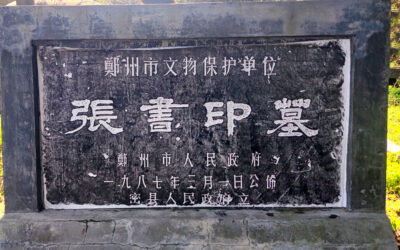 鄭州市文物保护单位
張書印墓
鄭州市人民政府
一九八七年三月一日公佈
密县人民政府立